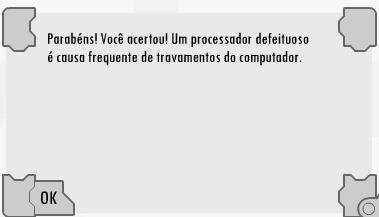 Parabéns! Você acertou! Um processador defeituoso
é causa frequente de travamentos do computador.
OK